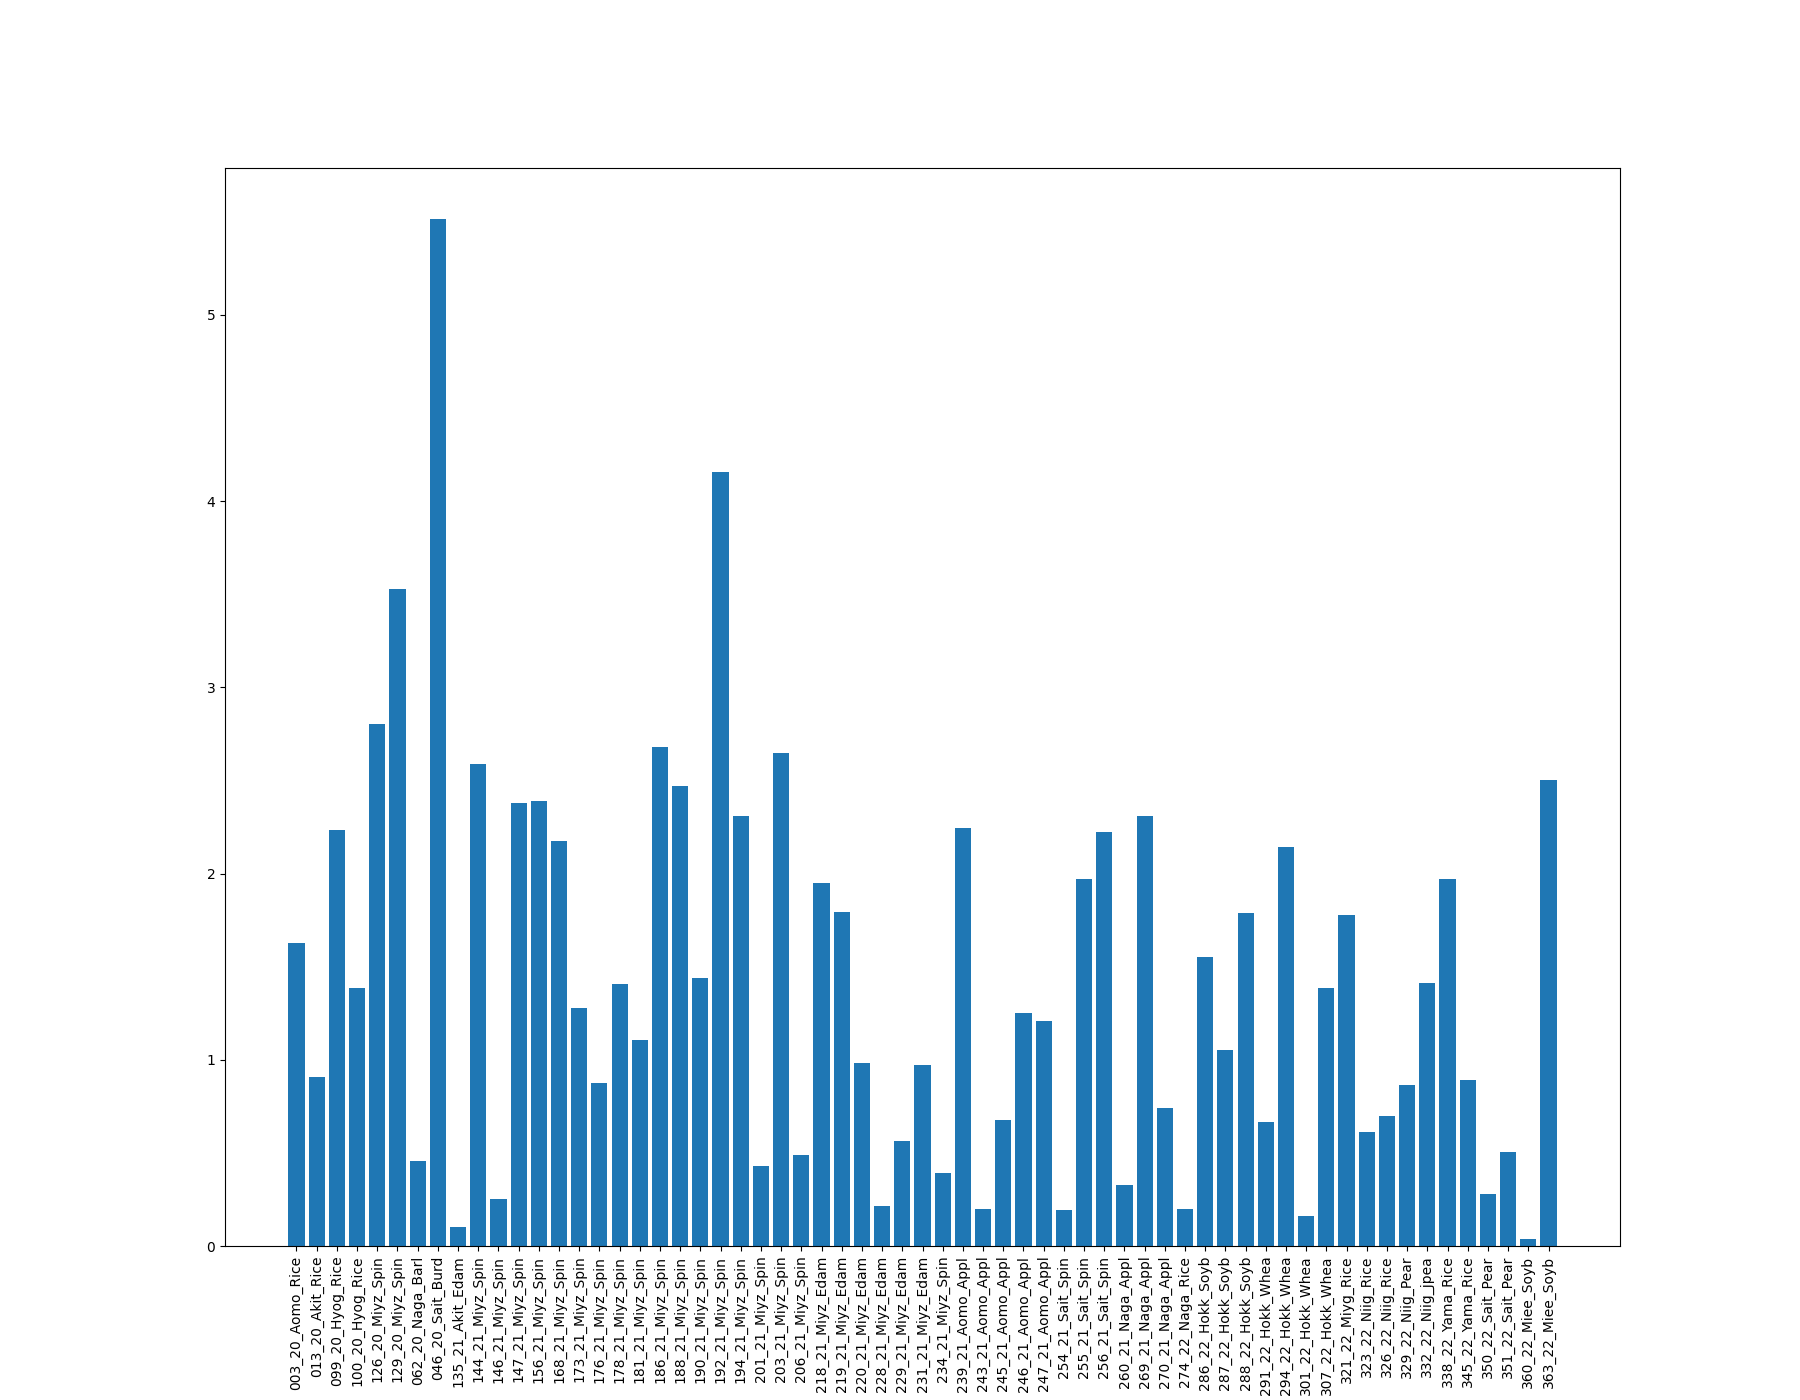 5
4
3
2
1
0
003_20_Aomo_Rice
013_20_Akit_Rice
099_20_Hyog_Rice
100_20_Hyog_Rice
126_20_Miyz_Spin
129_20_Miyz_Spin
062_20_Naga_Barl
046_20_Sait_Burd
135_21_Akit_Edam
144_21_Miyz_Spin
146_21_Miyz_Spin
147_21_Miyz_Spin
156_21_Miyz_Spin
168_21_Miyz_Spin
173_21_Miyz_Spin
176_21_Miyz_Spin
178_21_Miyz_Spin
181_21_Miyz_Spin
186_21_Miyz_Spin
188_21_Miyz_Spin
190_21_Miyz_Spin
192_21_Miyz_Spin
194_21_Miyz_Spin
201_21_Miyz_Spin
203_21_Miyz_Spin
206_21_Miyz_Spin
218_21_Miyz_Edam
219_21_Miyz_Edam
220_21_Miyz_Edam
228_21_Miyz_Edam
229_21_Miyz_Edam
231_21_Miyz_Edam
234_21_Miyz_Spin
239_21_Aomo_Appl
243_21_Aomo_Appl
245_21_Aomo_Appl
246_21_Aomo_Appl
247_21_Aomo_Appl
254_21_Sait_Spin
255_21_Sait_Spin
256_21_Sait_Spin
260_21_Naga_Appl
269_21_Naga_Appl
270_21_Naga_Appl
274_22_Naga_Rice
286_22_Hokk_Soyb
287_22_Hokk_Soyb
288_22_Hokk_Soyb
291_22_Hokk_Whea
294_22_Hokk_Whea
301_22_Hokk_Whea
307_22_Hokk_Whea
321_22_Miyg_Rice
323_22_Niig_Rice
326_22_Niig_Rice
329_22_Niig_Pear
332_22_Niig_jpea
338_22_Yama_Rice
345_22_Yama_Rice
350_22_Sait_Pear
351_22_Sait_Pear
360_22_Miee_Soyb
363_22_Miee_Soyb